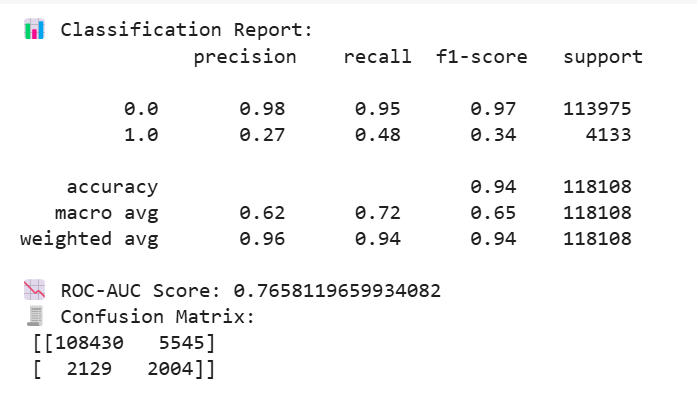 📊 Classification Report:
              precision    recall  f1-score   support

         0.0       0.98      0.95      0.97    113975
         1.0       0.27      0.48      0.34      4133

    accuracy                           0.94    118108
   macro avg       0.62      0.72      0.65    118108
weighted avg       0.96      0.94      0.94    118108

📉 ROC-AUC Score: 0.7658119659934082
🧾 Confusion Matrix:
 [[108430   5545]
 [  2129   2004]]